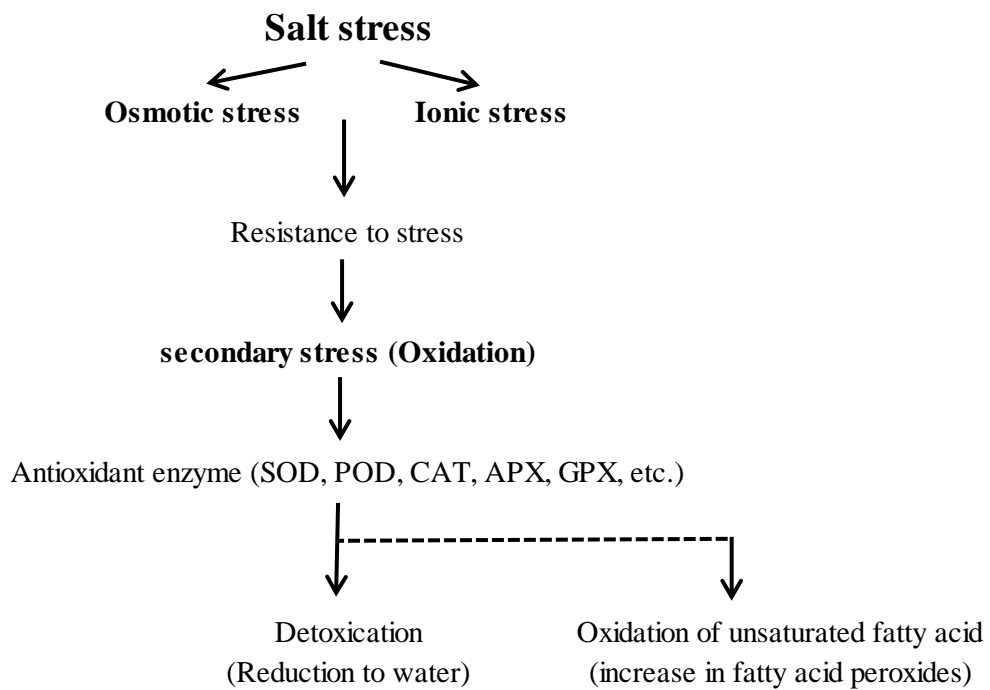 Salt stress
Osmotic stress
Ionic stress
Resistance to stress
secondary stress (Oxidation)
Antioxidant enzyme (SOD, POD, CAT, APX, GPX, etc.)
Detoxication
(Reduction to water)
Oxidation of unsaturated fatty acid
(increase in fatty acid peroxides)